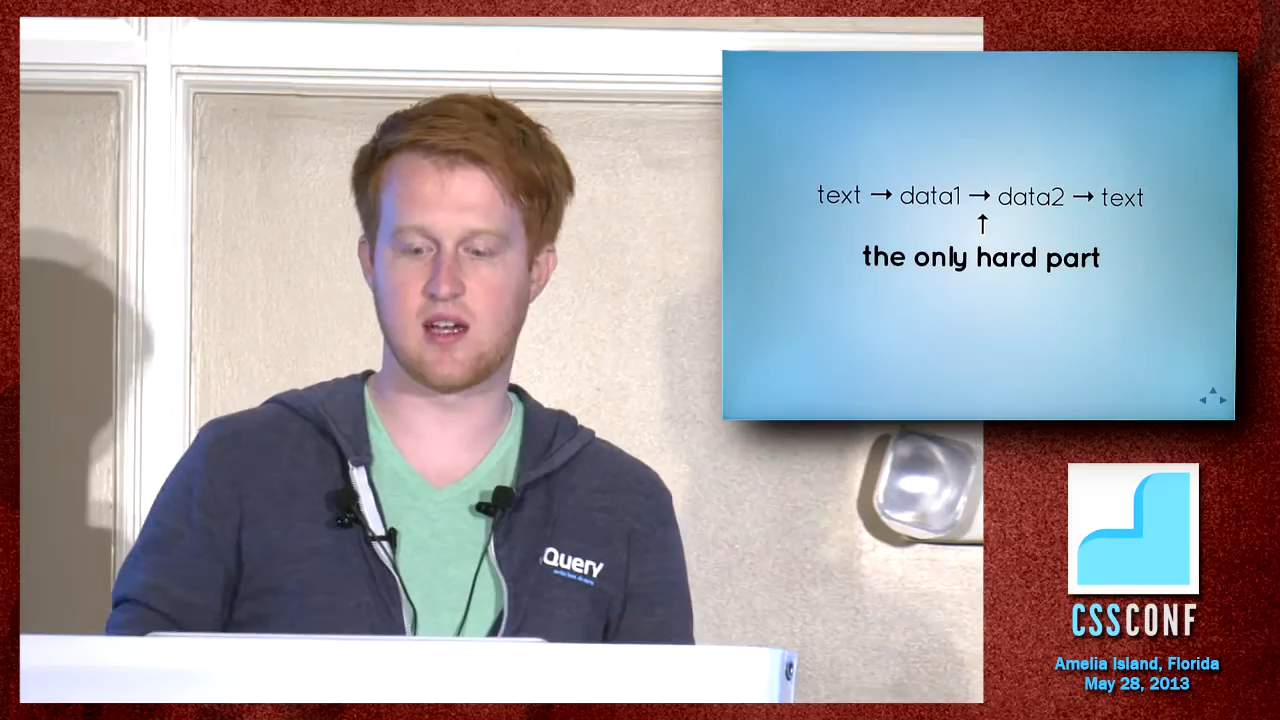 text → data1 → data2 → text
↑
the only hard part
Query
CSSCONF
Amelia Island, Florida
May 28, 2013